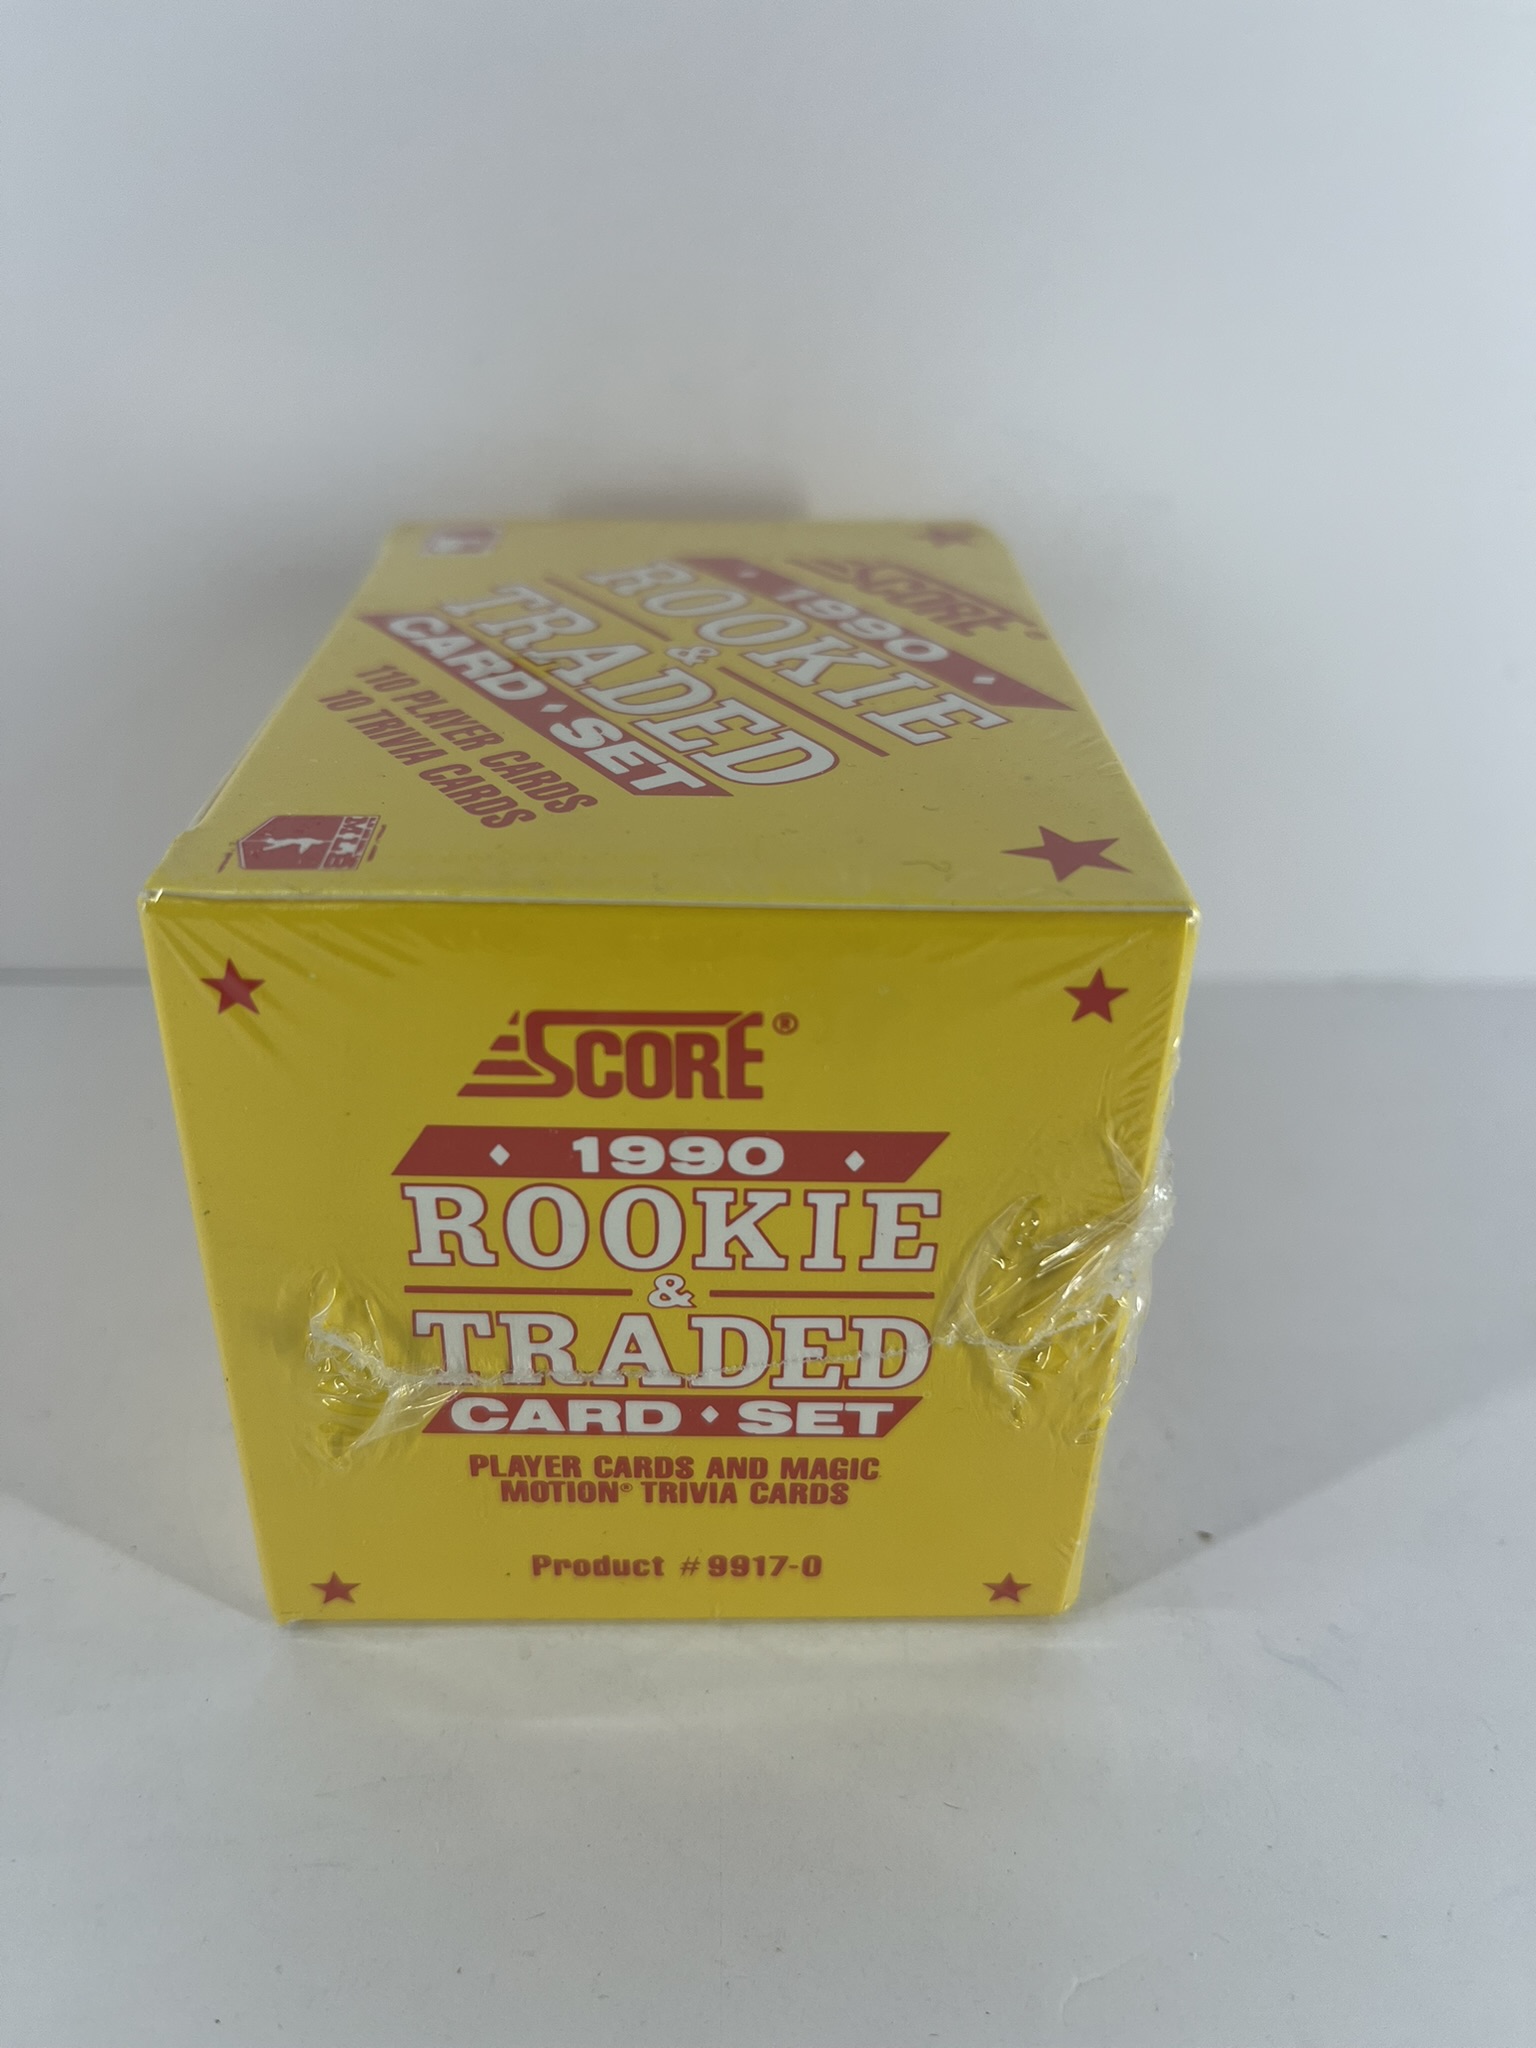 SCORE®
1990
ROOKIE
&
TRADED
CARD • SET
110 PLAYER CARDS
10 TRIVIA CARDS
MLB
SCORE®
1990
ROOKIE
&
TRADED
CARD • SET
PLAYER CARDS AND MAGIC
MOTION® TRIVIA CARDS
Product #9917-0